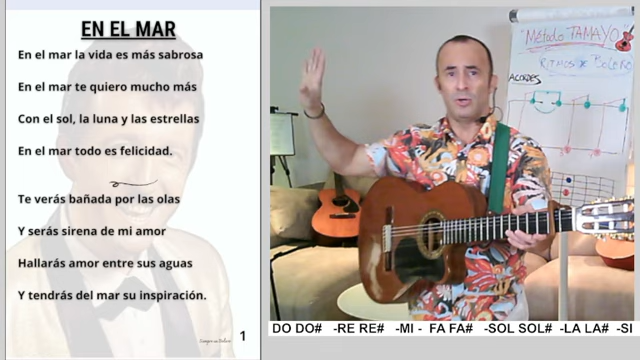 EN EL MAR
En el mar la vida es más sabrosa
En el mar te quiero mucho más
Con el sol, la luna y las estrellas
En el mar todo es felicidad.
Te verás bañada por las olas
Y serás sirena de mi amor
Hallarás amor entre sus aguas
Y tendrás del mar su inspiración.
1
"Método TAMAYO"
RITMOS DE BOLERO
ACORDES
DO DO# -RE RE# -MI - FA FA# -SOL SOL# -LA LA# -SI